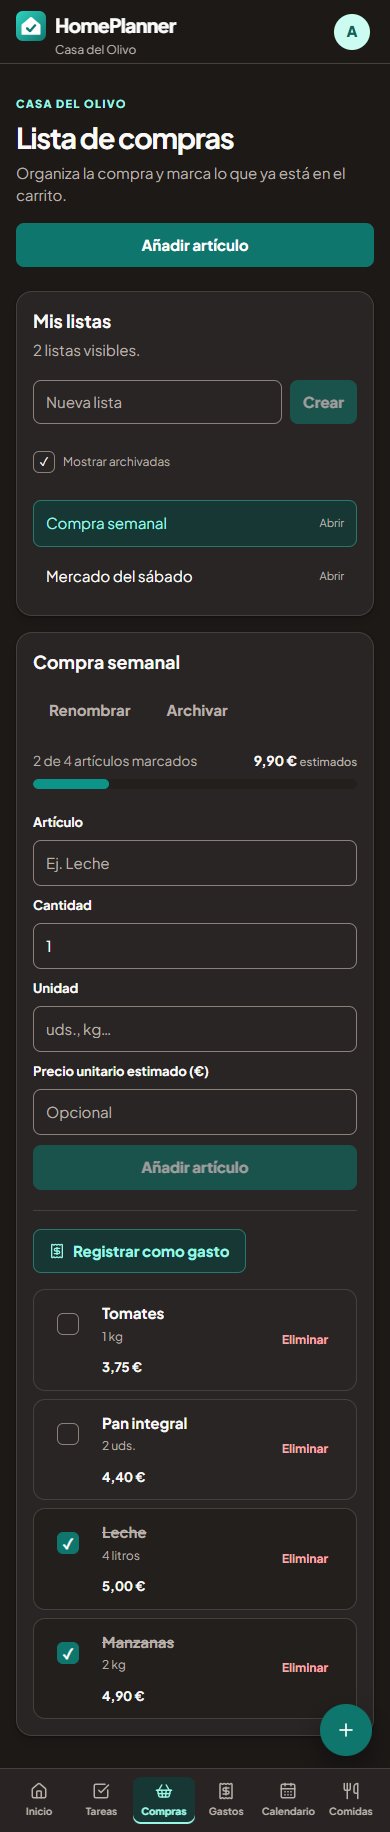 HomePlanner
Casa del Olivo
A
CASA DEL OLIVO
Lista de compras
Organiza la compra y marca lo que ya está en el
carrito.
Añadir artículo
Mis listas
2 listas visibles.
Nueva lista
Crear
Mostrar archivadas
Compra semanal
Abrir
Mercado del sábado
Abrir
Compra semanal
Renombrar
Archivar
2 de 4 artículos marcados
9,90 € estimados
Artículo
Ej. Leche
Cantidad
1
Unidad
uds., kg...
Precio unitario estimado (€)
Opcional
Añadir artículo
Registrar como gasto
Tomates
1 kg
3,75 €
Eliminar
Pan integral
2 uds.
4,40 €
Eliminar
Leche
4 litros
5,00 €
Eliminar
Manzanas
2 kg
4,90 €
Eliminar
+
Inicio
Tareas
Compras
Gastos
Calendario
Comidas